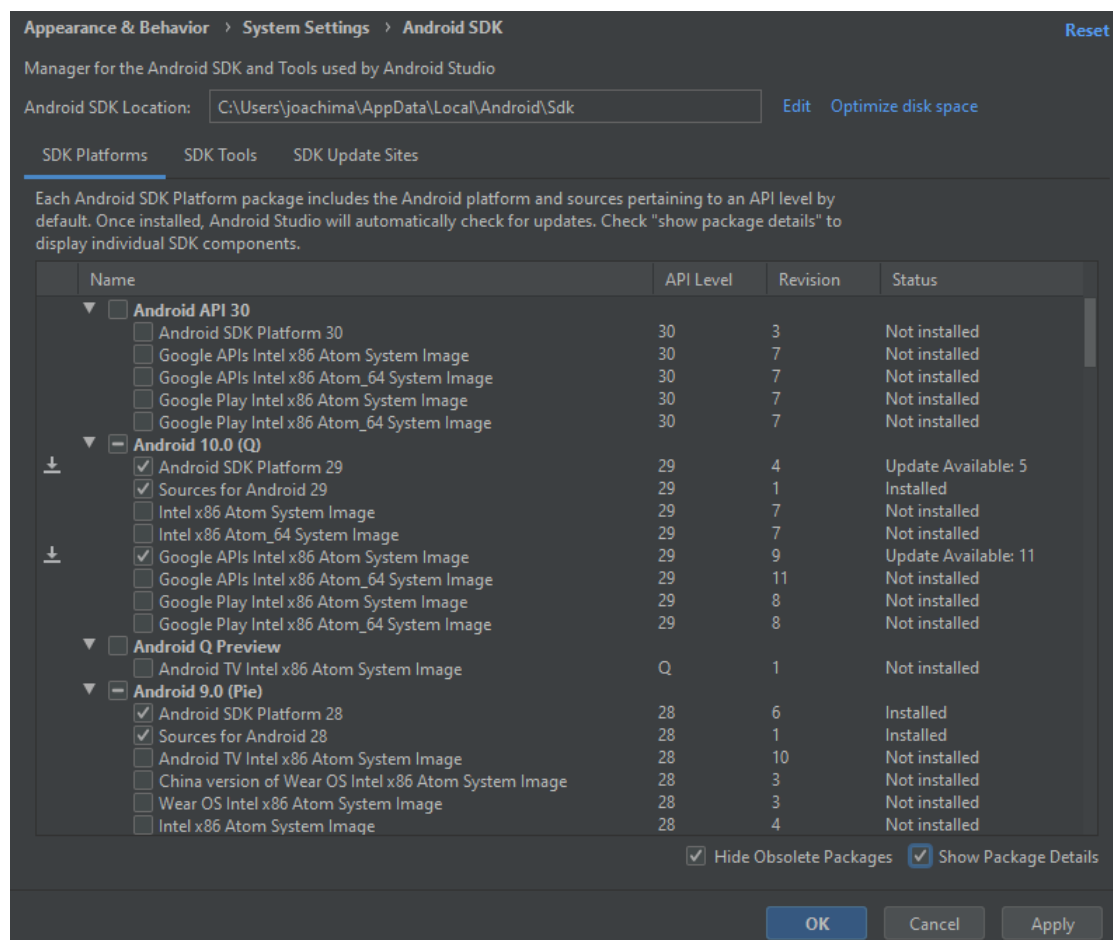 Appearance & Behavior › System Settings › Android SDK Reset
Manager for the Android SDK and Tools used by Android Studio
Android SDK Location: C:\Users\joachima\AppData\Local\Android\Sdk Edit Optimize disk space
SDK Platforms SDK Tools SDK Update Sites
Each Android SDK Platform package includes the Android platform and sources pertaining to an API level by
default. Once installed, Android Studio will automatically check for updates. Check "show package details" to
display individual SDK components.
Name API Level Revision Status
Android API 30
Android SDK Platform 30 30 3 Not installed
Google APIs Intel x86 Atom System Image 30 7 Not installed
Google APIs Intel x86 Atom_64 System Image 30 7 Not installed
Google Play Intel x86 Atom System Image 30 7 Not installed
Google Play Intel x86 Atom_64 System Image 30 7 Not installed
Android 10.0 (Q)
Android SDK Platform 29 29 4 Update Available: 5
Sources for Android 29 29 1 Installed
Intel x86 Atom System Image 29 7 Not installed
Intel x86 Atom_64 System Image 29 7 Not installed
Google APIs Intel x86 Atom System Image 29 9 Update Available: 11
Google APIs Intel x86 Atom_64 System Image 29 11 Not installed
Google Play Intel x86 Atom System Image 29 8 Not installed
Google Play Intel x86 Atom_64 System Image 29 8 Not installed
Android Q Preview
Android TV Intel x86 Atom System Image Q 1 Not installed
Android 9.0 (Pie)
Android SDK Platform 28 28 6 Installed
Sources for Android 28 28 1 Installed
Android TV Intel x86 Atom System Image 28 10 Not installed
China version of Wear OS Intel x86 Atom System Image 28 3 Not installed
Wear OS Intel x86 Atom System Image 28 3 Not installed
Intel x86 Atom System Image 28 4 Not installed
Hide Obsolete Packages Show Package Details
OK Cancel Apply